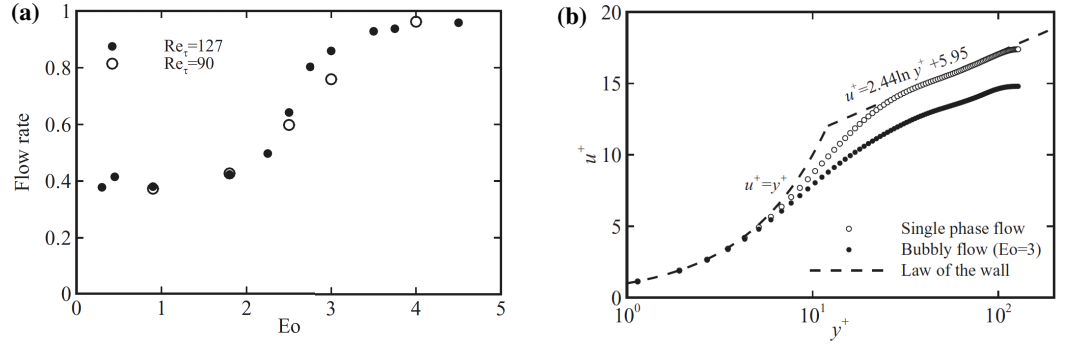 (a)
1
0.8
0.6
0.4
0.2
0
Flow rate
Reτ=127
Reτ=90
0
1
2
3
4
5
Eo
(b)
20
15
10
5
0
u⁺
u⁺=2.44ln y⁺+5.95
u⁺=y⁺
Single phase flow
Bubbly flow (Eo=3)
Law of the wall
10⁰
10¹
10²
y⁺